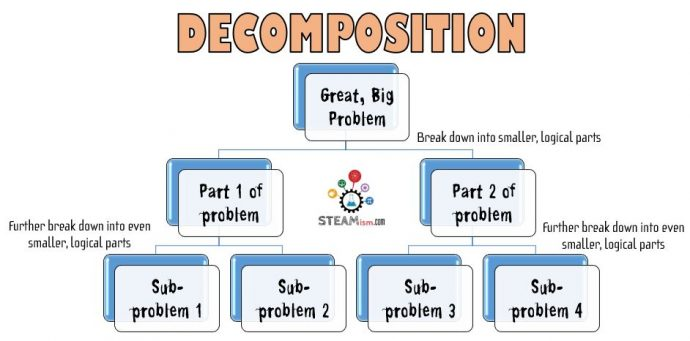 DECOMPOSITION
Great, Big
Problem
Break down into smaller, logical parts
Part 1 of
problem
STEAMism.com
Part 2 of
problem
Further break down into even
smaller, logical parts
Further break down into even
smaller, logical parts
Sub-
problem 1
Sub-
problem 2
Sub-
problem 3
Sub-
problem 4